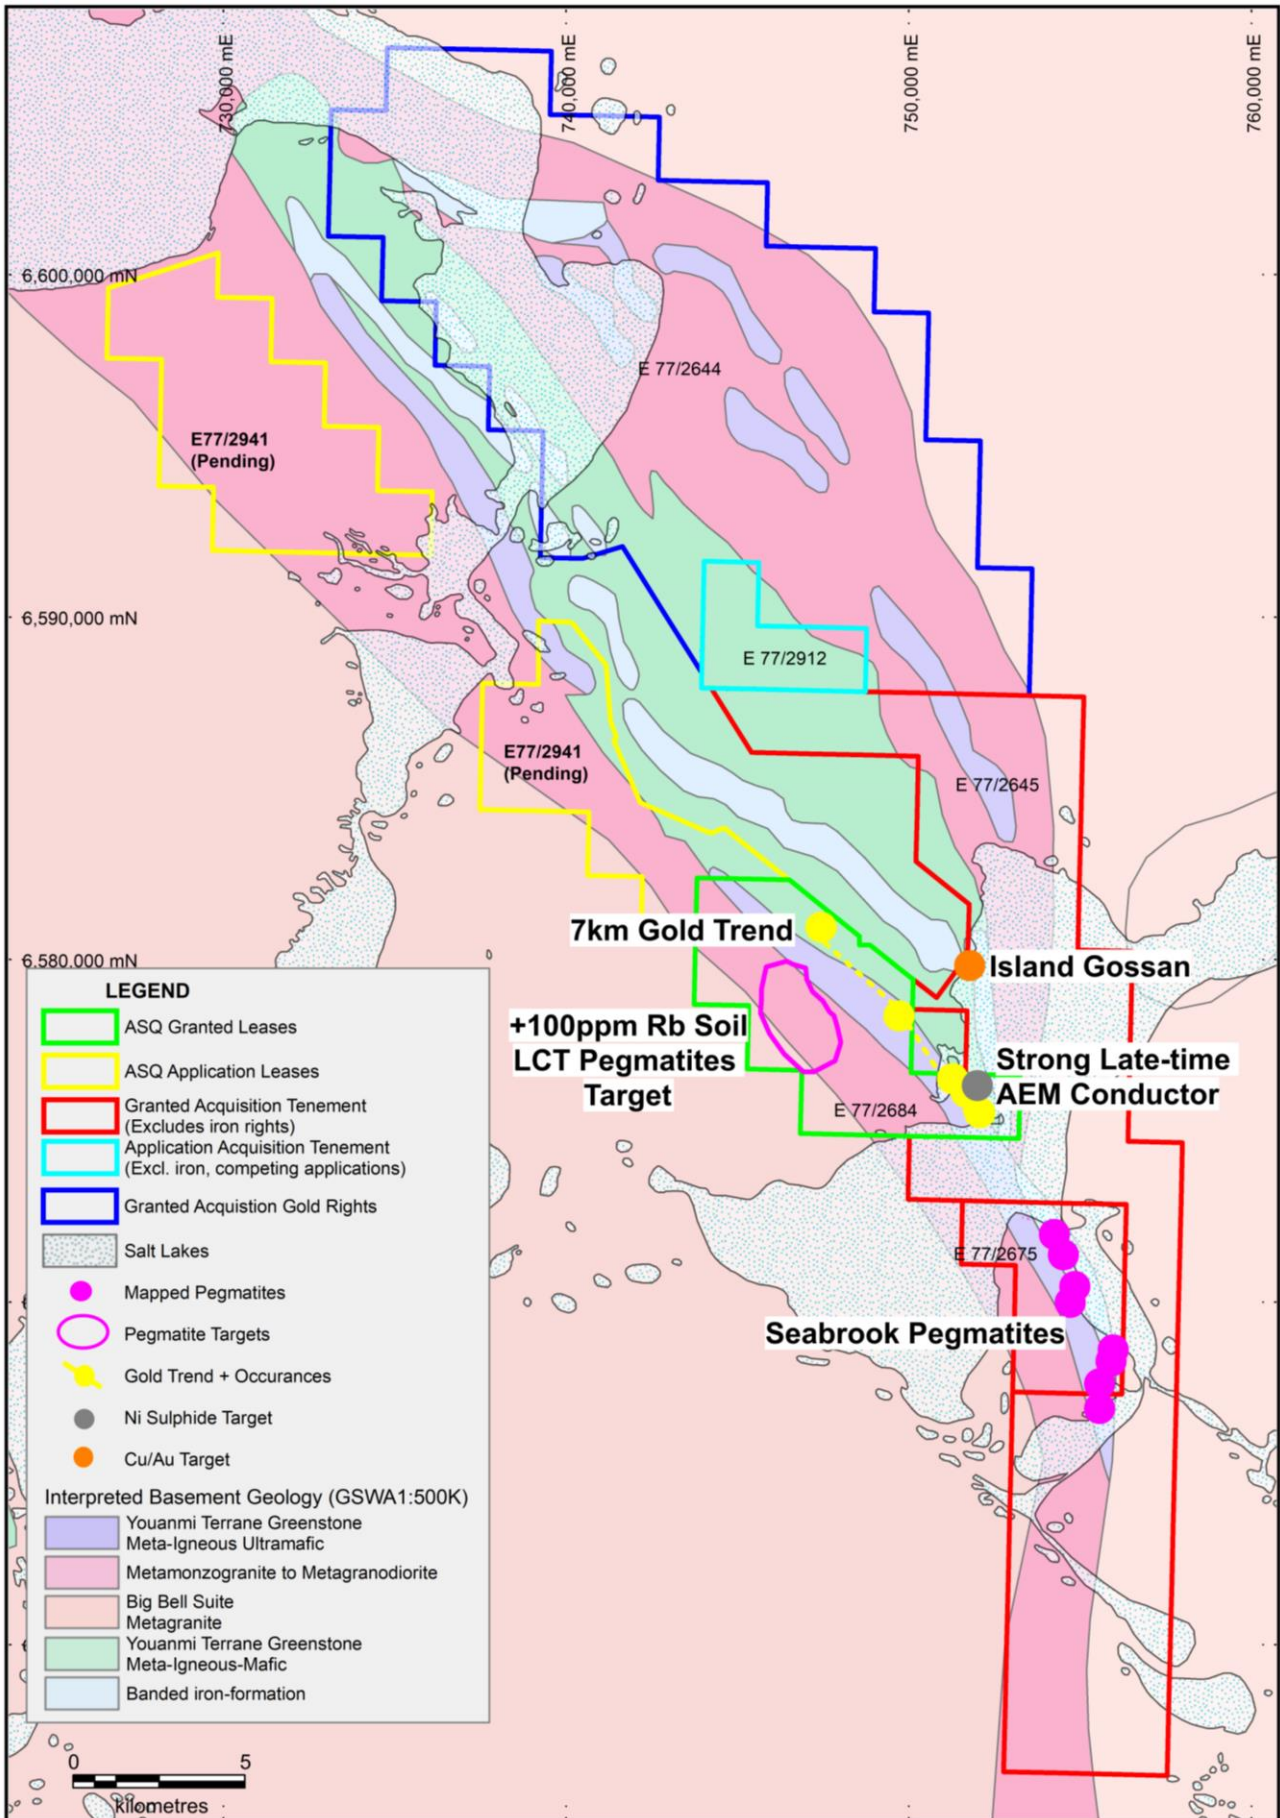 730,000 mE
740,000 mE
750,000 mE
760,000 mE
6,600,000 mN
E 77/2644
E77/2941
(Pending)
6,590,000 mN
E 77/2912
E77/2941
(Pending)
E 77/2645
7km Gold Trend
6,580,000 mN
Island Gossan
+100ppm Rb Soil
LCT Pegmatites
Target
Strong Late-time
AEM Conductor
E 77/2684
E 77/2675
Seabrook Pegmatites
LEGEND
ASQ Granted Leases
ASQ Application Leases
Granted Acquisition Tenement
(Excludes iron rights)
Application Acquisition Tenement
(Excl. iron, competing applications)
Granted Acquistion Gold Rights
Salt Lakes
Mapped Pegmatites
Pegmatite Targets
Gold Trend + Occurances
Ni Sulphide Target
Cu/Au Target
Interpreted Basement Geology (GSWA1:500K)
Youanmi Terrane Greenstone
Meta-Igneous Ultramafic
Metamonzogranite to Metagranodiorite
Big Bell Suite
Metagranite
Youanmi Terrane Greenstone
Meta-Igneous-Mafic
Banded iron-formation
0 5
kilometres